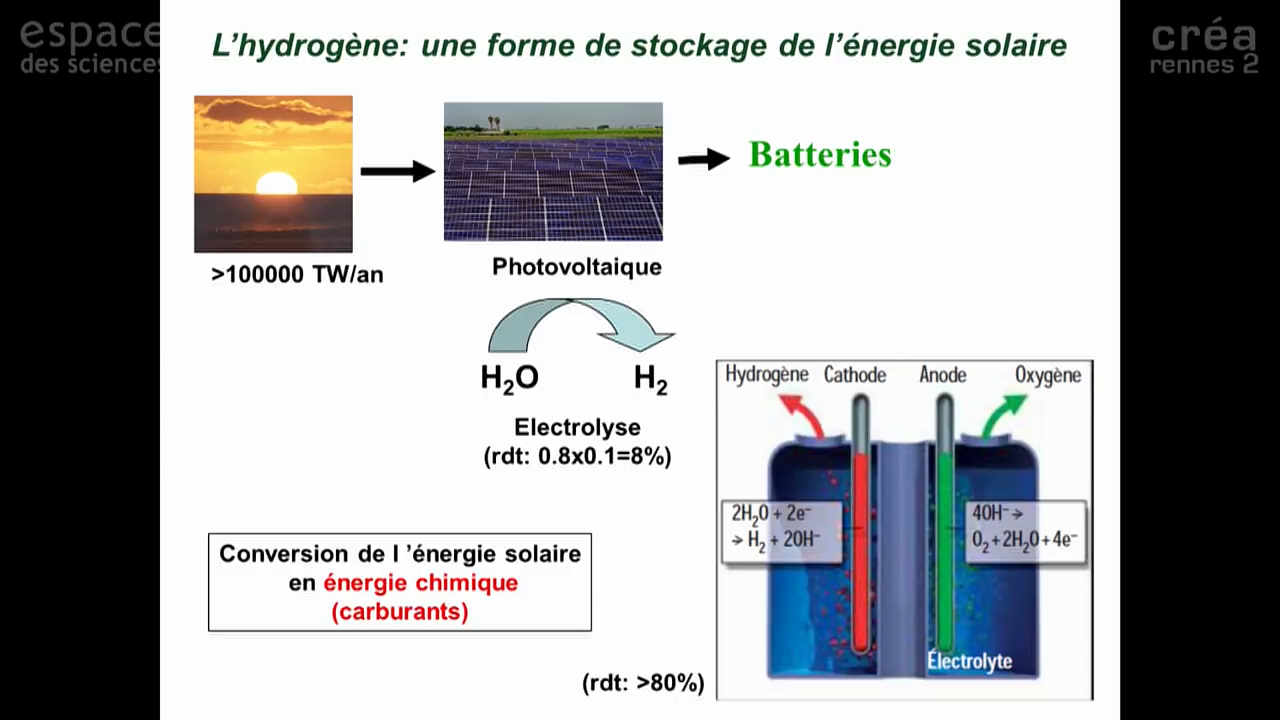 espace
des sciences
créa
rennes 2
L'hydrogène: une forme de stockage de l'énergie solaire
Batteries
>100000 TW/an
Photovoltaique
H₂O
H₂
Electrolyse
(rdt: 0.8x0.1=8%)
Hydrogène
Cathode
Anode
Oxygène
2H₂O + 2e⁻
→ H₂ + 2OH⁻
4OH⁻→
O₂+2H₂O+4e⁻
Électrolyte
Conversion de l ’énergie solaire
en énergie chimique
(carburants)
(rdt: >80%)